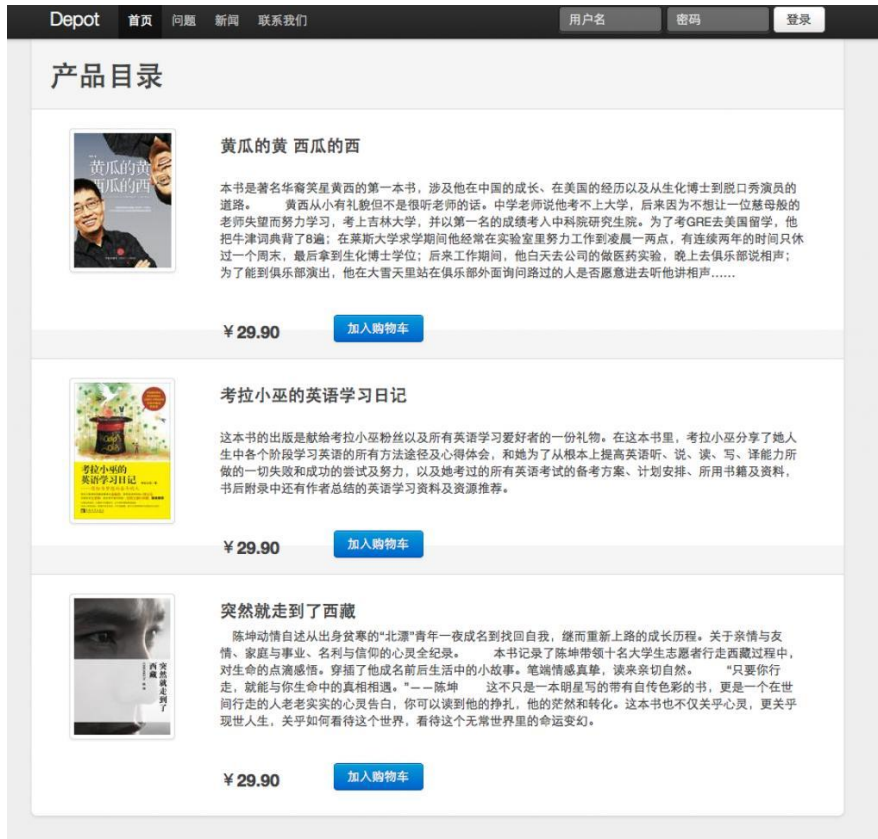 Depot 首页 问题 新闻 联系我们 用户名 密码 登录
产品目录
黄瓜的黄
西瓜的西
黄瓜的黄 西瓜的西
本书是著名华裔笑星黄西的第一本书，涉及他在中国的成长、在美国的经历以及从生化博士到脱口秀演员的
道路。 黄西从小有礼貌但不是很听老师的话。中学老师说他考不上大学，后来因为不想让一位慈母般的
老师失望而努力学习，考上吉林大学，并以第一名的成绩考人中科院研究生院。为了考GRE去美国留学，他
把牛津词典背了8遍；在莱斯大学求学期间他经常在实验室里努力工作到凌晨一两点，有连续两年的时间只休
过一个周末，最后拿到生化博士学位；后来工作期间，他白天去公司的做医药实验，晚上去俱乐部说相声；
为了能到俱乐部演出，他在大雪天里站在俱乐部外面询问路过的人是否愿意进去听他讲相声……
￥29.90 加入购物车
考拉小巫的
英语学习日记
考拉小巫的英语学习日记
这本书的出版是献给考拉小巫粉丝以及所有英语学习爱好者的一份礼物。在这本书里，考拉小巫分享了她人
生中各个阶段学习英语的所有方法途径及心得体会，和她为了从根本上提高英语听、说、读、写、译能力所
做的一切失败和成功的尝试及努力，以及她考过的所有英语考试的备考方案、计划安排、所用书籍及资料，
书后附录中还有作者总结的英语学习资料及资源推荐。
￥29.90 加入购物车
突然就走到了
西藏
突然就走到了西藏
陈坤动情自述从出身贫寒的“北漂”青年一夜成名到找回自我，继而重新上路的成长历程。关于亲情与友
情、家庭与事业、名利与信仰的心灵全纪录。 本书记录了陈坤带领十名大学生志愿者行走西藏过程中，
对生命的点滴感悟。穿插了他成名前后生活中的小故事。笔端情感真挚，读来亲切自然。 “只要你行
走，就能与你生命中的真相相遇。”——陈坤 这不只是一本明星写的带有自传色彩的书，更是一个在世
间行走的人老老实实的心灵告白，你可以读到他的挣扎，他的茫然和转化。这本书也不仅关乎心灵，更关乎
现世人生，关乎如何看待这个世界，看待这个无常世界里的命运变幻。
￥29.90 加入购物车